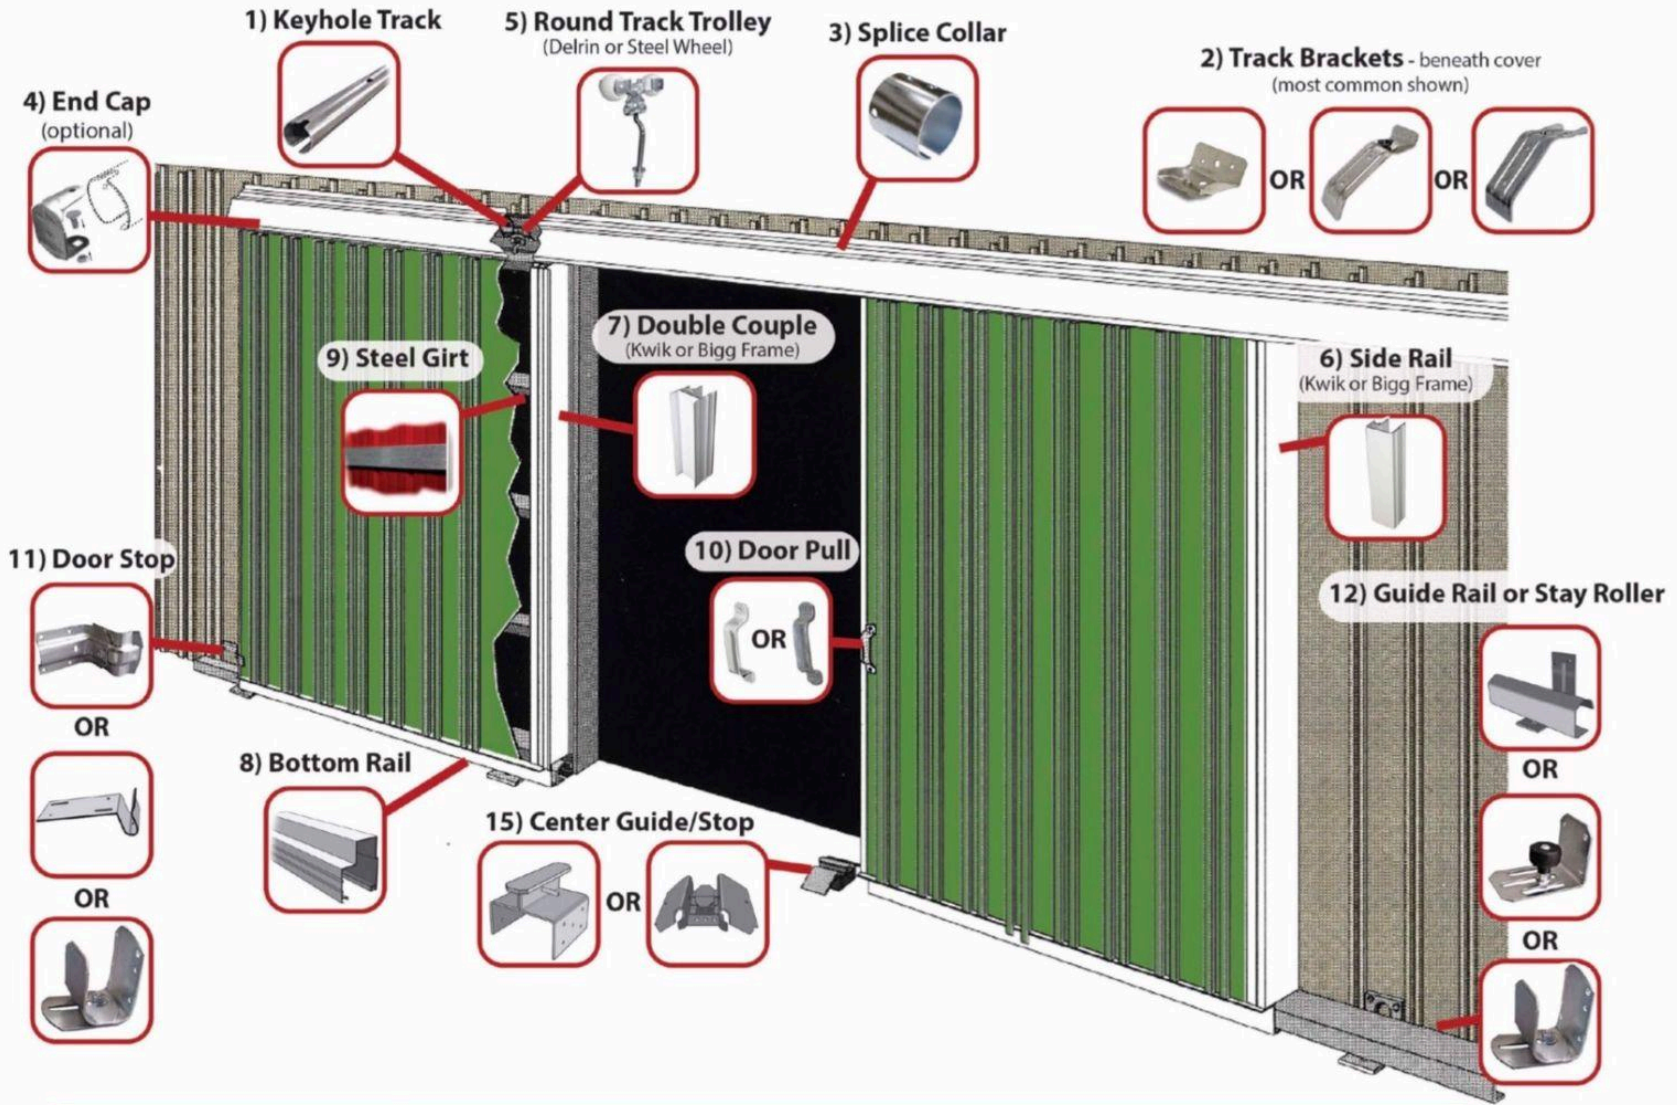 1) Keyhole Track
5) Round Track Trolley
(Delrin or Steel Wheel)
3) Splice Collar
2) Track Brackets - beneath cover
(most common shown)
OR
OR
4) End Cap
(optional)
7) Double Couple
(Kwik or Bigg Frame)
9) Steel Girt
6) Side Rail
(Kwik or Bigg Frame)
10) Door Pull
OR
11) Door Stop
OR
OR
12) Guide Rail or Stay Roller
OR
OR
8) Bottom Rail
15) Center Guide/Stop
OR